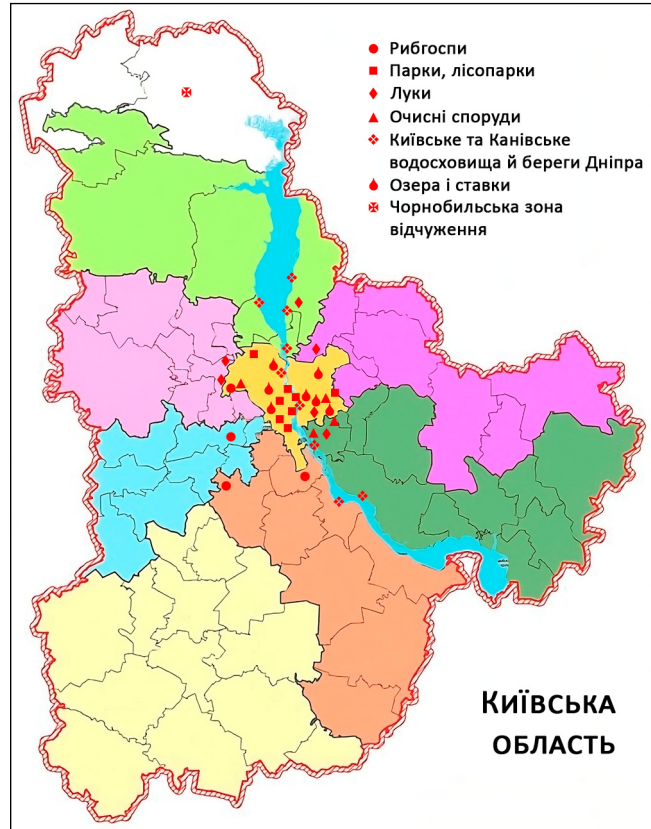 Рибгоспи
Парки, лісопарки
Луки
Очисні споруди
Київське та Канівське
водосховища й береги Дніпра
Озера і ставки
Чорнобильська зона
відчуження
Київська
область